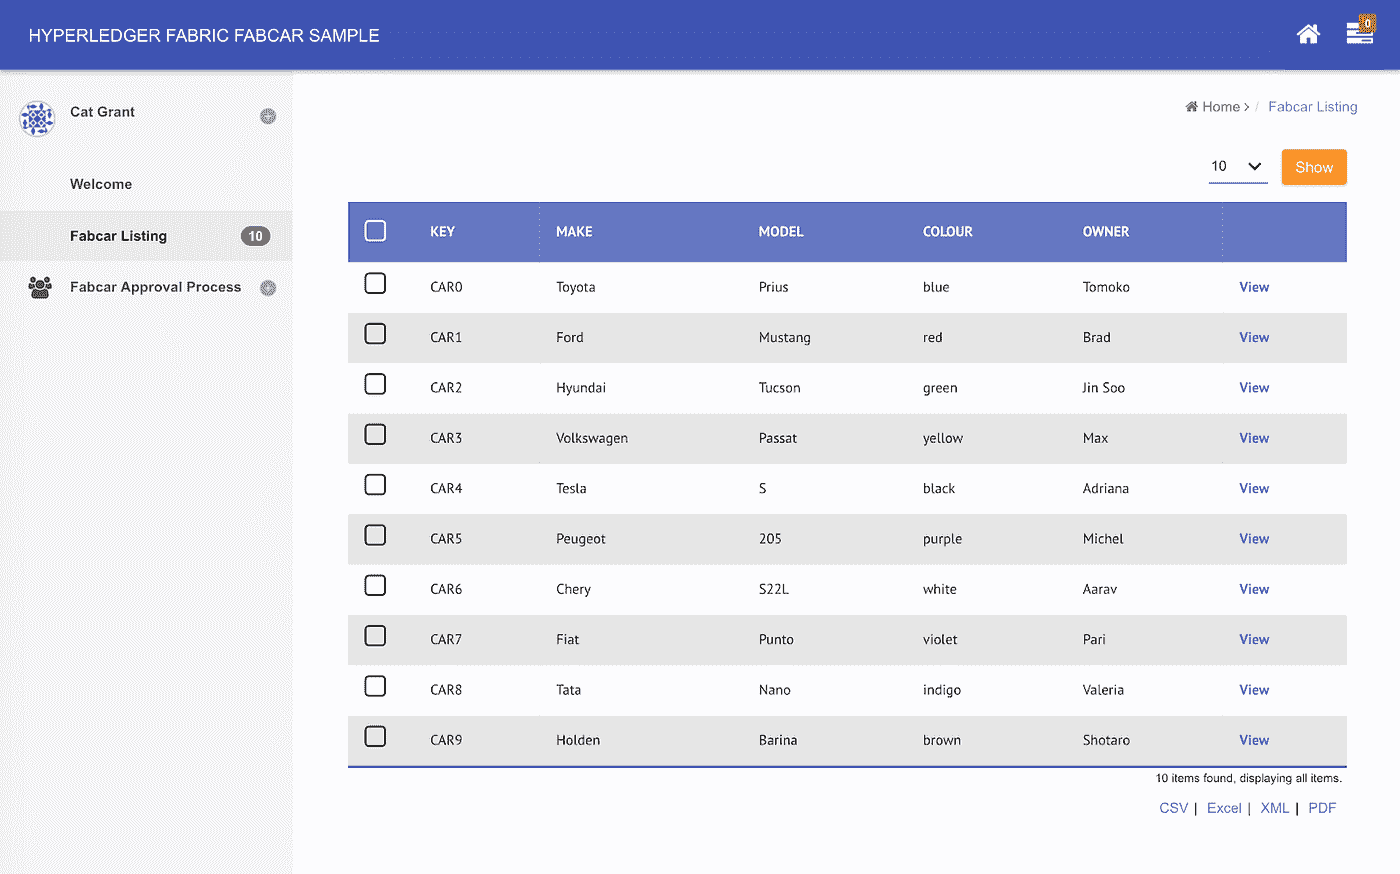 HYPERLEDGER FABRIC FABCAR SAMPLE
0
Cat Grant
Welcome
Fabcar Listing 10
Fabcar Approval Process
Home > / Fabcar Listing
10 Show
KEY MAKE MODEL COLOUR OWNER
CAR0 Toyota Prius blue Tomoko View
CAR1 Ford Mustang red Brad View
CAR2 Hyundai Tucson green Jin Soo View
CAR3 Volkswagen Passat yellow Max View
CAR4 Tesla S black Adriana View
CAR5 Peugeot 205 purple Michel View
CAR6 Chery S22L white Aarav View
CAR7 Fiat Punto violet Pari View
CAR8 Tata Nano indigo Valeria View
CAR9 Holden Barina brown Shotaro View
10 items found, displaying all items.
CSV | Excel | XML | PDF